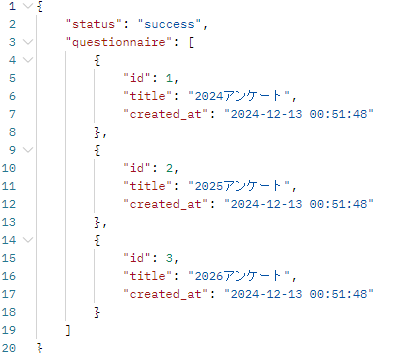 1 {
2 "status": "success",
3 "questionnaire": [
4 {
5 "id": 1,
6 "title": "2024アンケート",
7 "created_at": "2024-12-13 00:51:48"
8 },
9 {
10 "id": 2,
11 "title": "2025アンケート",
12 "created_at": "2024-12-13 00:51:48"
13 },
14 {
15 "id": 3,
16 "title": "2026アンケート",
17 "created_at": "2024-12-13 00:51:48"
18 }
19 ]
20 }